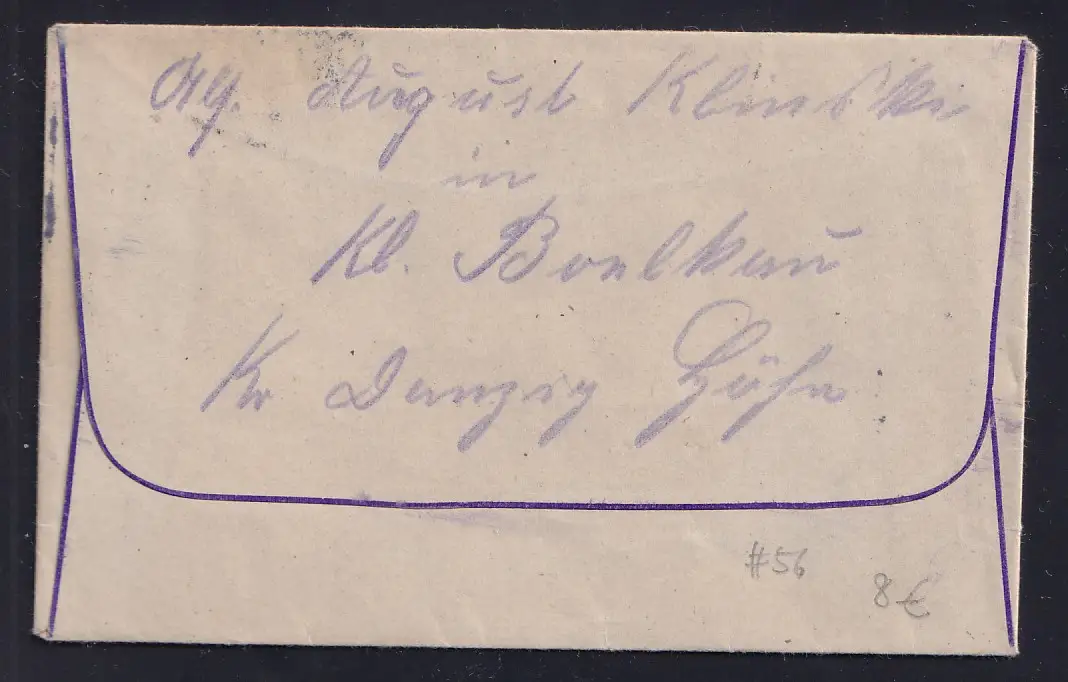 Abs. August Klinski
in
Kl. Boelkau
Kr Danzig Höhe
#56
8€